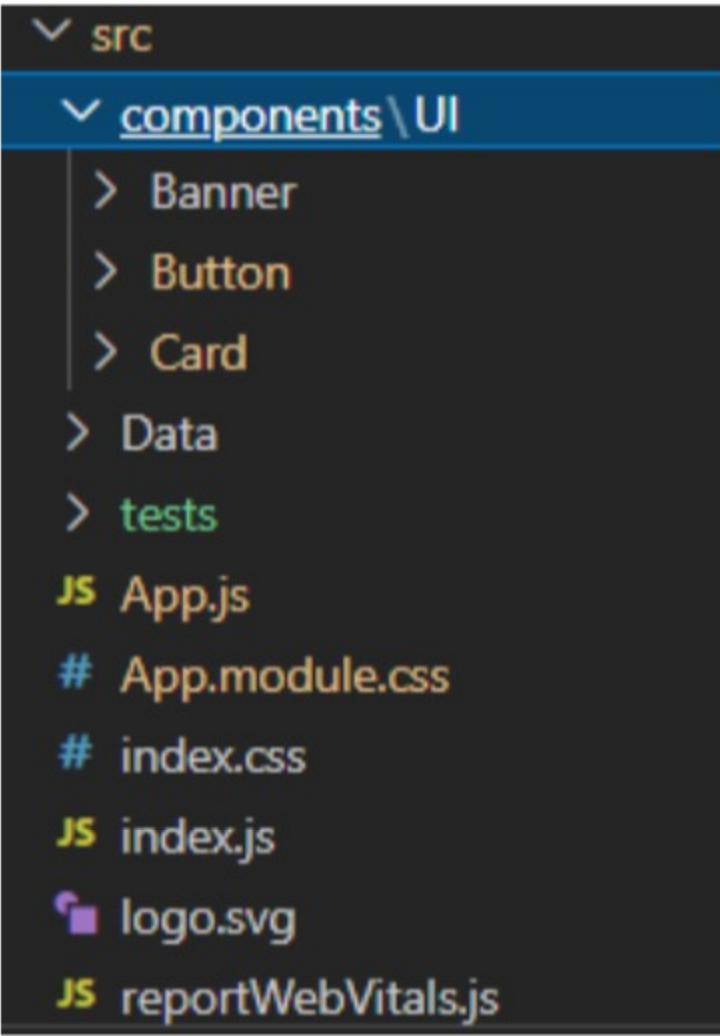 src
components\UI
Banner
Button
Card
Data
tests
JS App.js
# App.module.css
# index.css
JS index.js
logo.svg
JS reportWebVitals.js